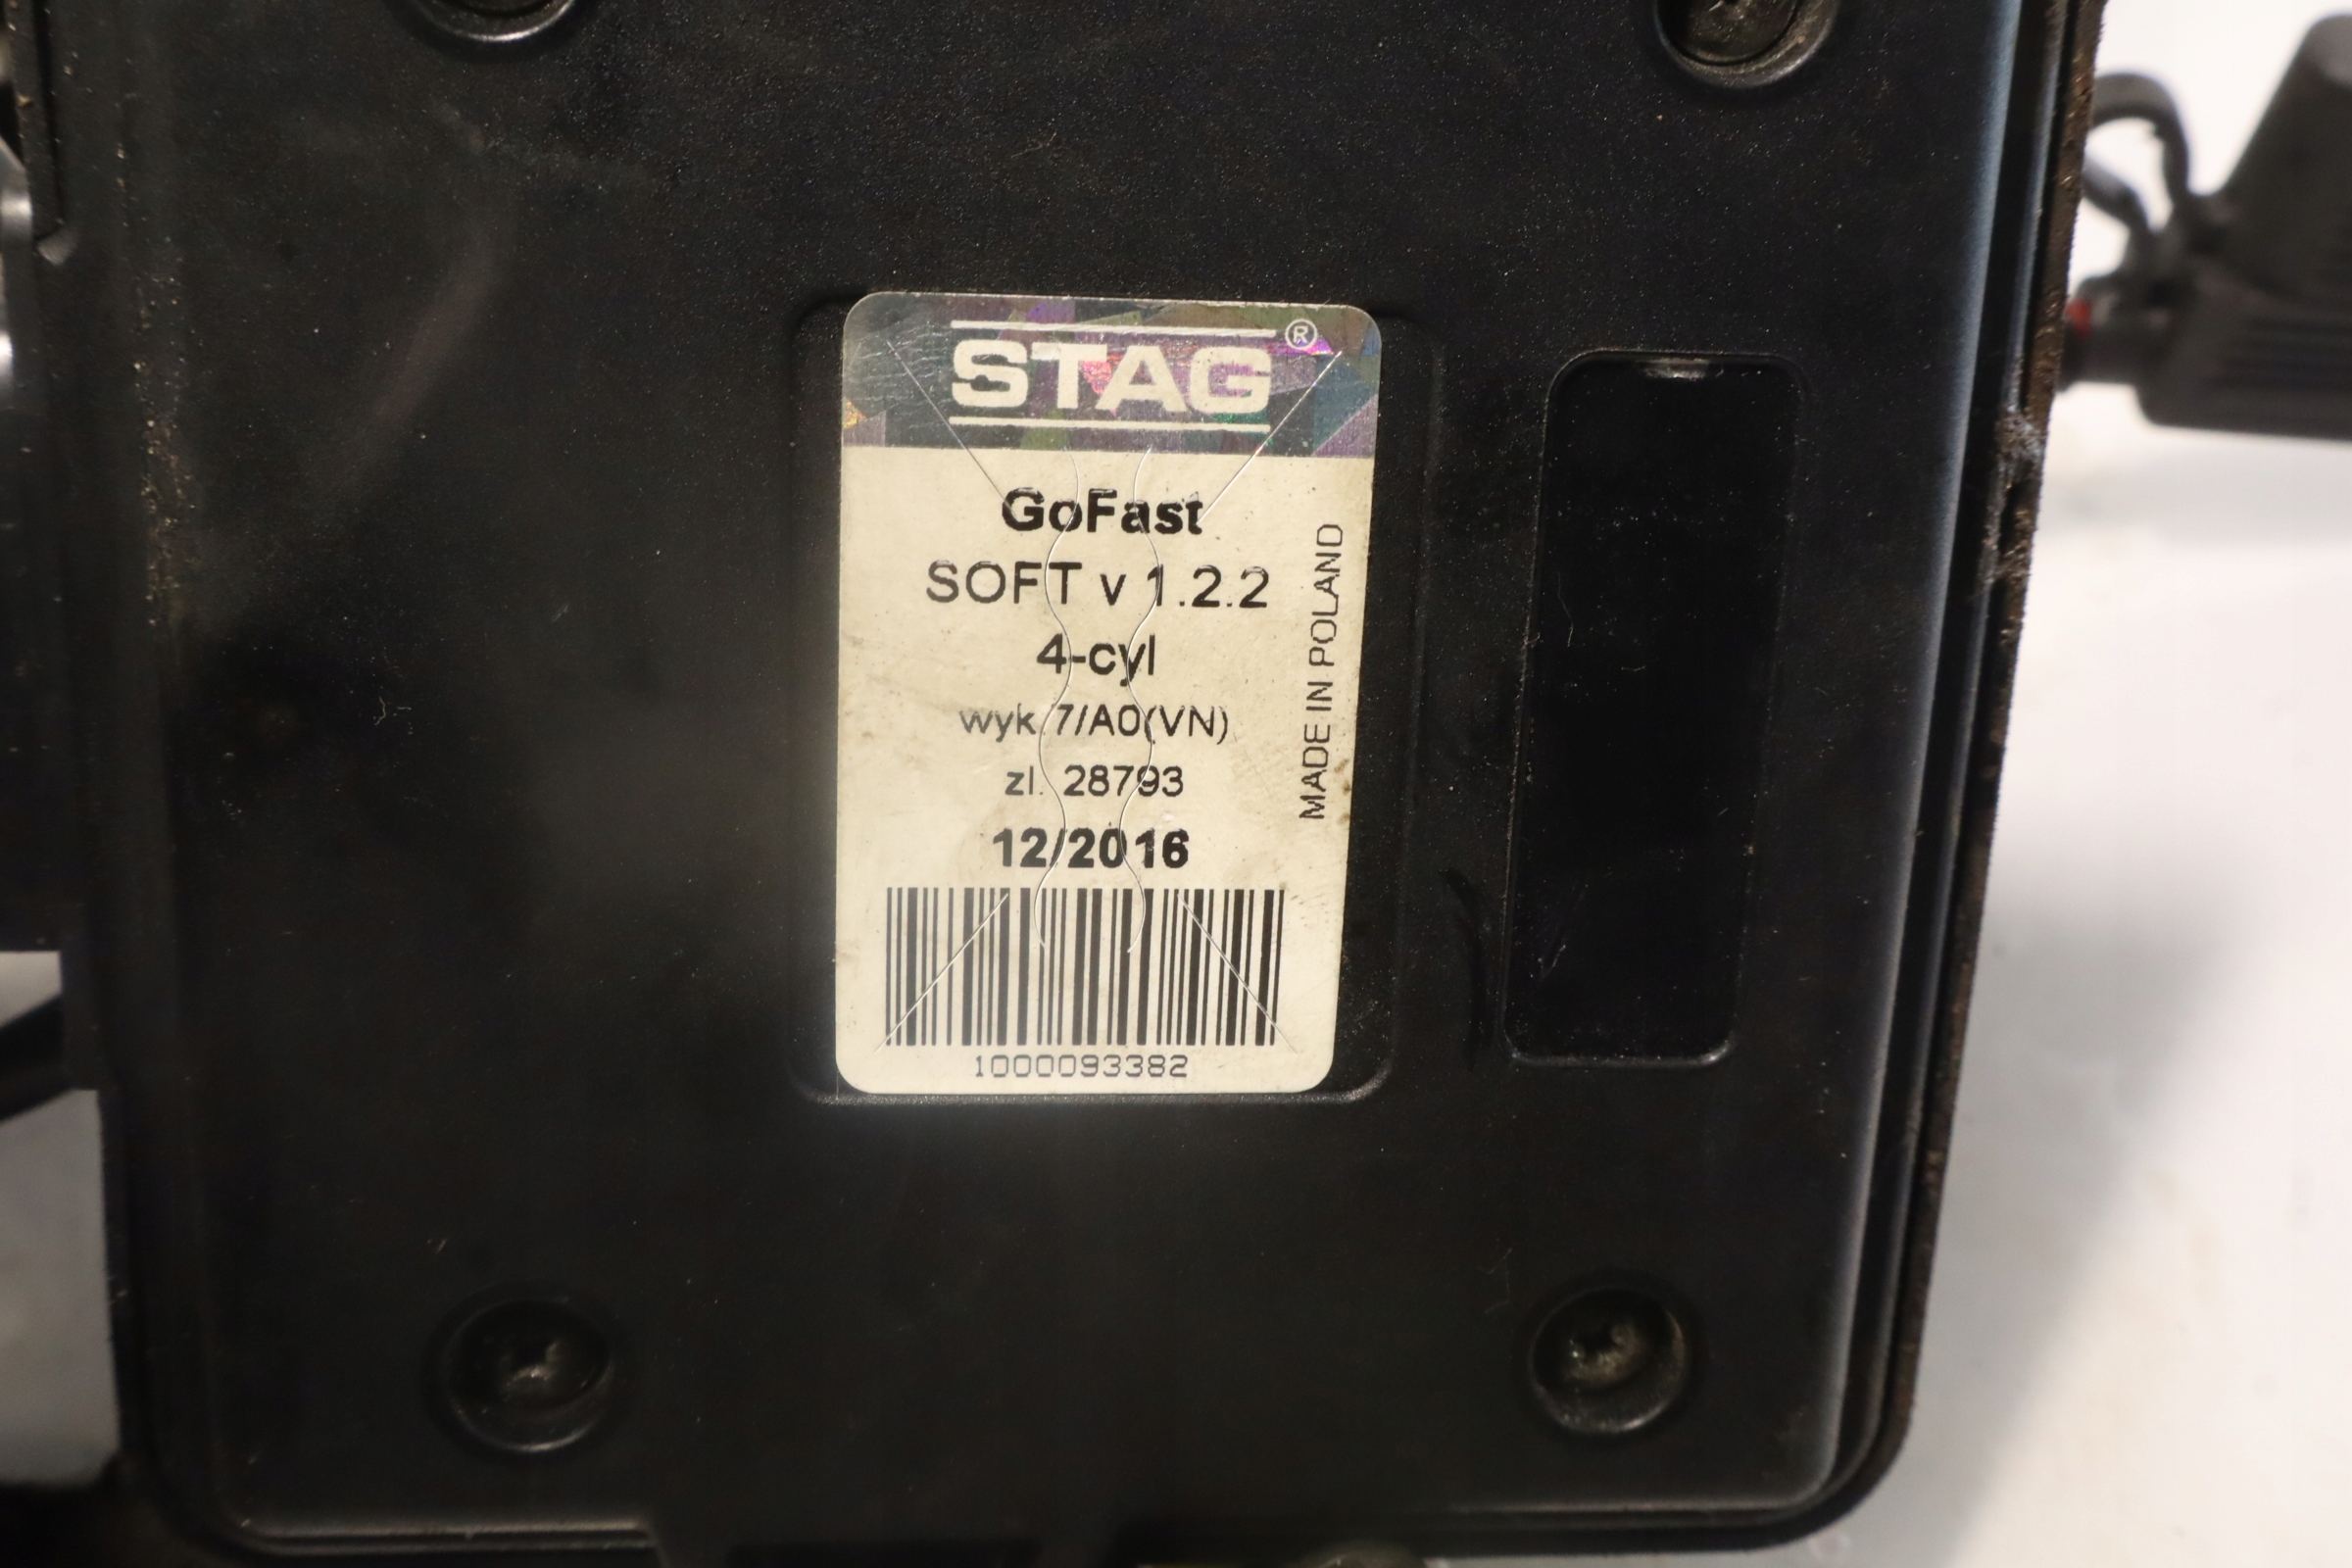 STAG®
GoFast
SOFT v 1.2.2
4-cyl
wyk.7/A0(VN)
zl. 28793
12/2016
1000093382
MADE IN POLAND